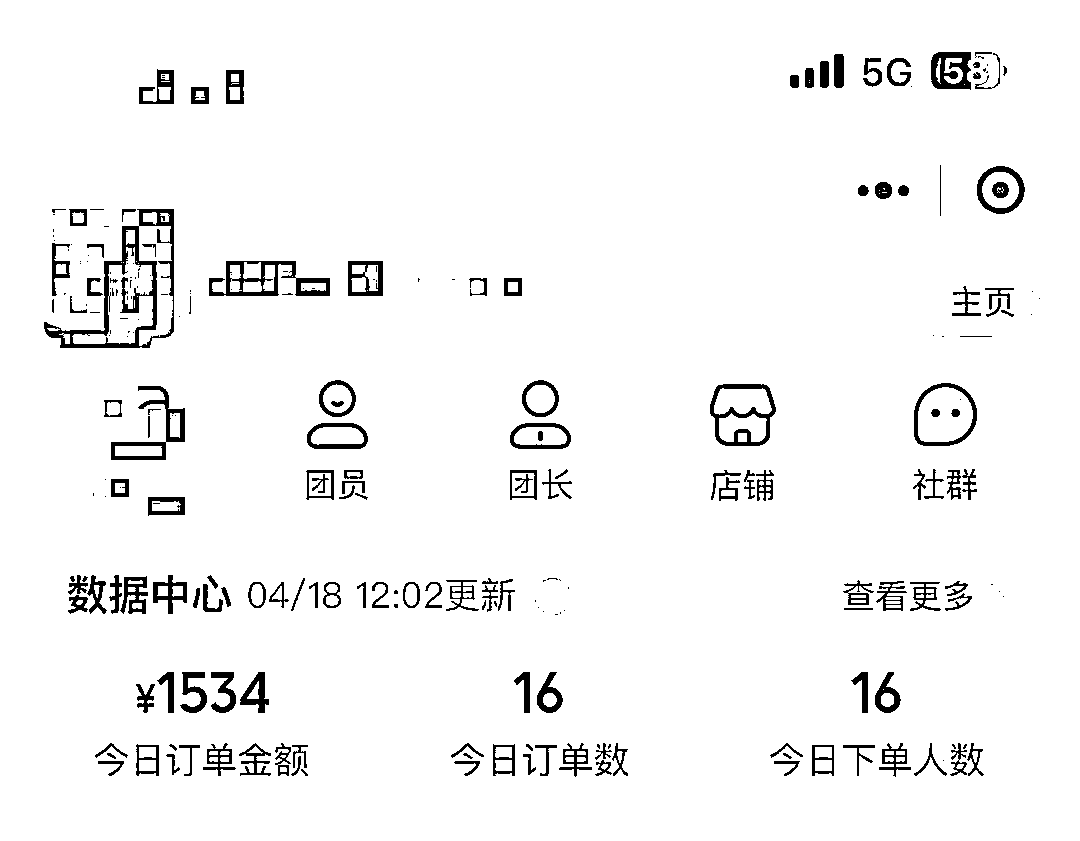 5G 58
主页
团员 团长 店铺 社群
数据中心 04/18 12:02更新 查看更多
¥1534 16 16
今日订单金额 今日订单数 今日下单人数